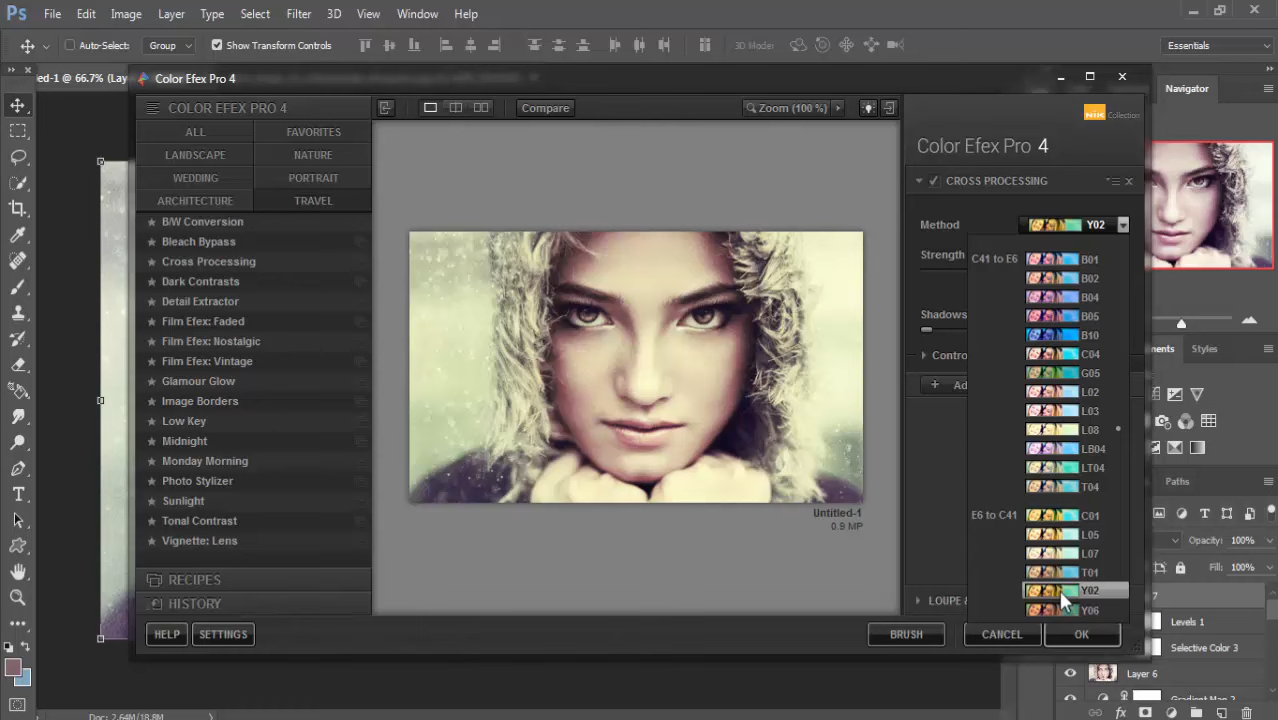 Ps File Edit Image Layer Type Select Filter 3D View Window Help
Auto-Select: Group Show Transform Controls 3D Mode: Essentials
ed-1 @ 66.7% (Lay
Color Efex Pro 4
COLOR EFEX PRO 4
ALL FAVORITES
LANDSCAPE NATURE
WEDDING PORTRAIT
ARCHITECTURE TRAVEL
B/W Conversion
Bleach Bypass
Cross Processing
Dark Contrasts
Detail Extractor
Film Efex: Faded
Film Efex: Nostalgic
Film Efex: Vintage
Glamour Glow
Image Borders
Low Key
Midnight
Monday Morning
Photo Stylizer
Sunlight
Tonal Contrast
Vignette: Lens
RECIPES
HISTORY
HELP SETTINGS
Compare Zoom (100 %)
Untitled-1
0.9 MP
Nik Collection
Color Efex Pro 4
CROSS PROCESSING
Method Y02
Strength
Shadows
Contro
Ad
C41 to E6 B01
B02
B04
B05
B10
C04
G05
L02
L03
L08
LB04
LT04
T04
E6 to C41 C01
L05
L07
T01
Y02
Y06
LOUPE &
BRUSH CANCEL OK
Navigator
ments Styles
Paths
Opacity: 100%
Fill: 100%
7
Levels 1
Selective Color 3
Layer 6
Gradient Map 2
Doc: 2.64M/18.8M